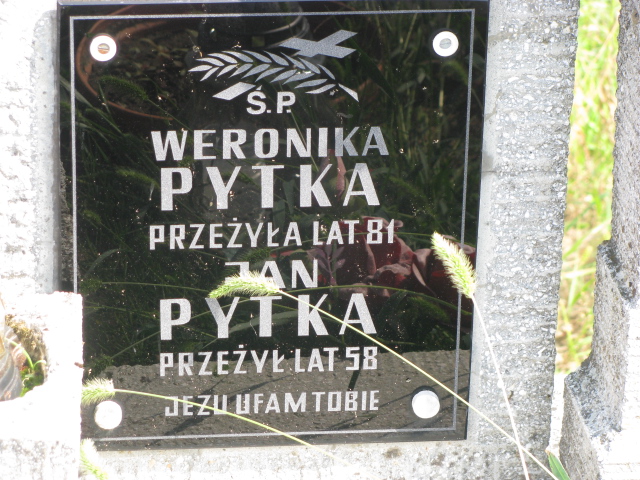 Ś.P.
WERONIKA
PYTKA
PRZEŻYŁA LAT 81
JAN
PYTKA
PRZEŻYŁ LAT 58
JEZU UFAM TOBIE